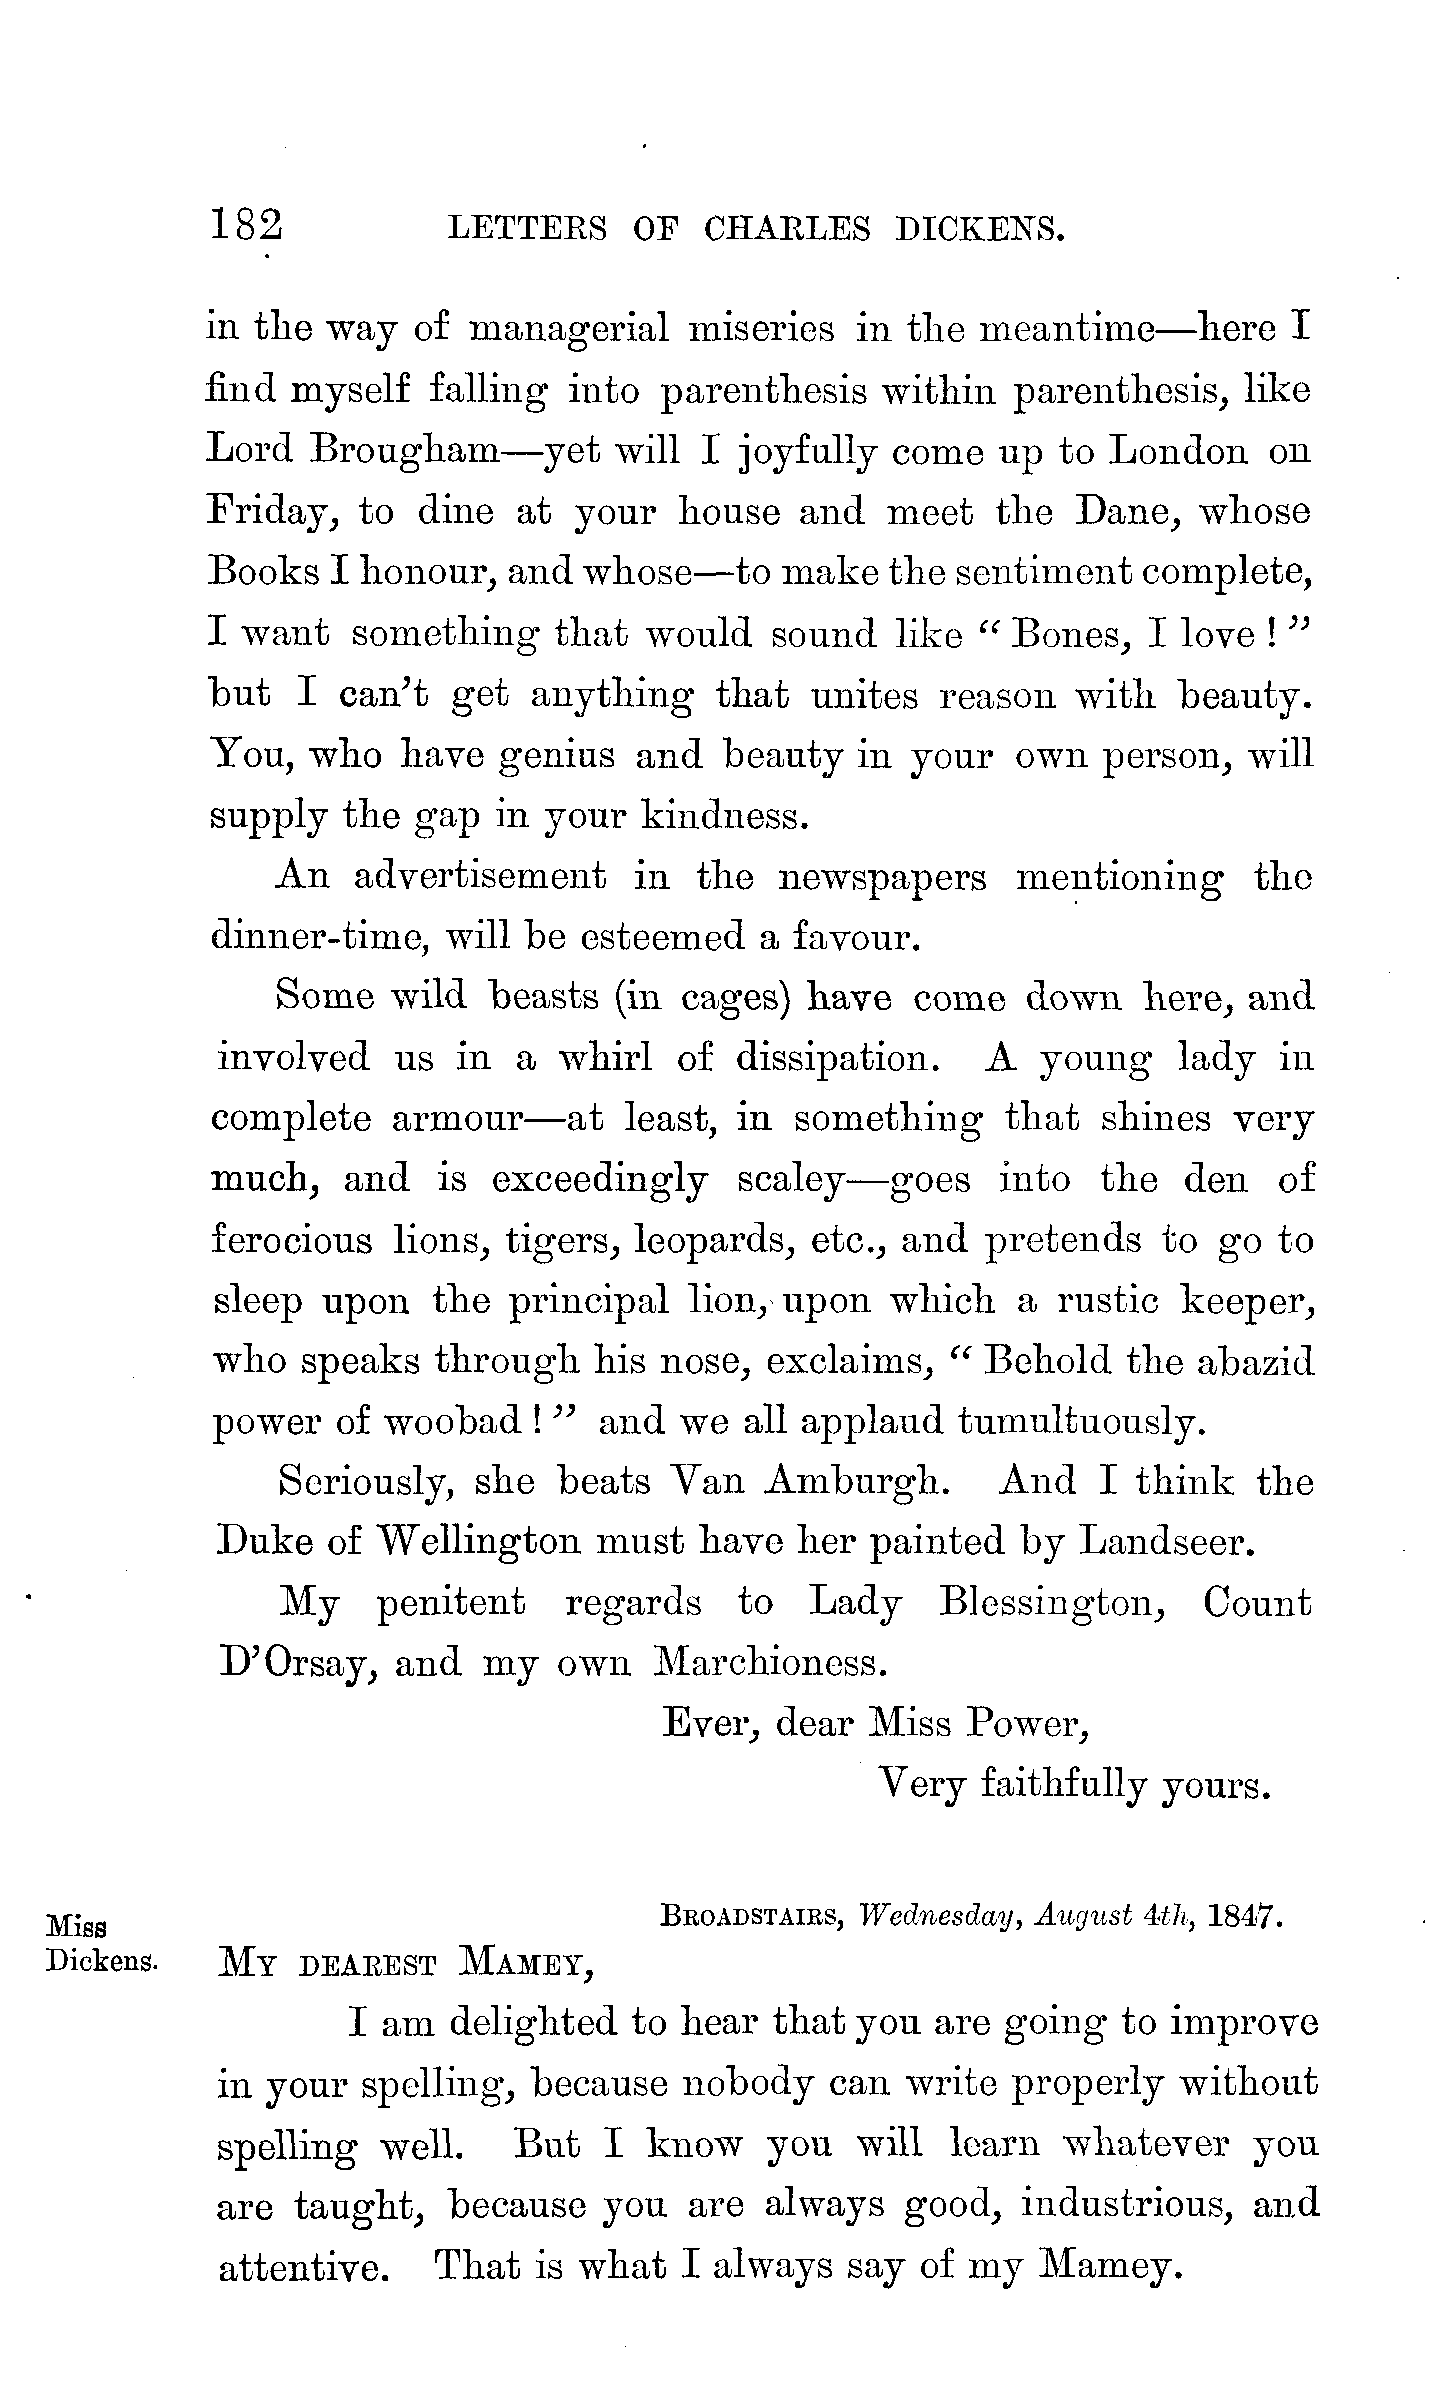 182 LETTERS OF CHARLES DICKENS.
in the way of managerial miseries in the meantime—here I
find myself falling into parenthesis within parenthesis, like
Lord Brougham—yet will I joyfully come up to London on
Friday, to dine at your house and meet the Dane, whose
Books I honour, and whose—to make the sentiment complete,
I want something that would sound like “ Bones, I love ! ”
but I can’t get anything that unites reason with beauty.
You, who have genius and beauty in your own person, will
supply the gap in your kindness.
An advertisement in the newspapers mentioning the
dinner-time, will be esteemed a favour.
Some wild beasts (in cages) have come down here, and
involved us in a whirl of dissipation. A young lady in
complete armour—at least, in something that shines very
much, and is exceedingly scaley—goes into the den of
ferocious lions, tigers, leopards, etc., and pretends to go to
sleep upon the principal lion, upon which a rustic keeper,
who speaks through his nose, exclaims, “ Behold the abazid
power of woobad ! ” and we all applaud tumultuously.
Seriously, she beats Van Amburgh. And I think the
Duke of Wellington must have her painted by Landseer.
My penitent regards to Lady Blessington, Count
D’Orsay, and my own Marchioness.
Ever, dear Miss Power,
Very faithfully yours.
Broadstairs, Wednesday, August 4th, 1847.
Miss
Dickens.
My dearest Mamey,
I am delighted to hear that you are going to improve
in your spelling, because nobody can write properly without
spelling well. But I know you will learn whatever you
are taught, because you are always good, industrious, and
attentive. That is what I always say of my Mamey.